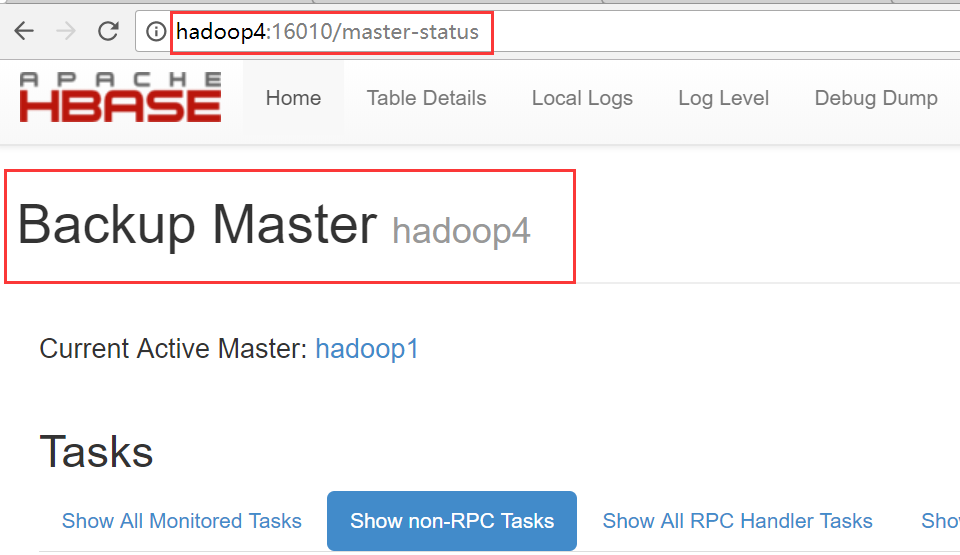 hadoop4:16010/master-status
APACHE
HBASE
Home Table Details Local Logs Log Level Debug Dump
Backup Master hadoop4
Current Active Master: hadoop1
Tasks
Show All Monitored Tasks Show non-RPC Tasks Show All RPC Handler Tasks Sho